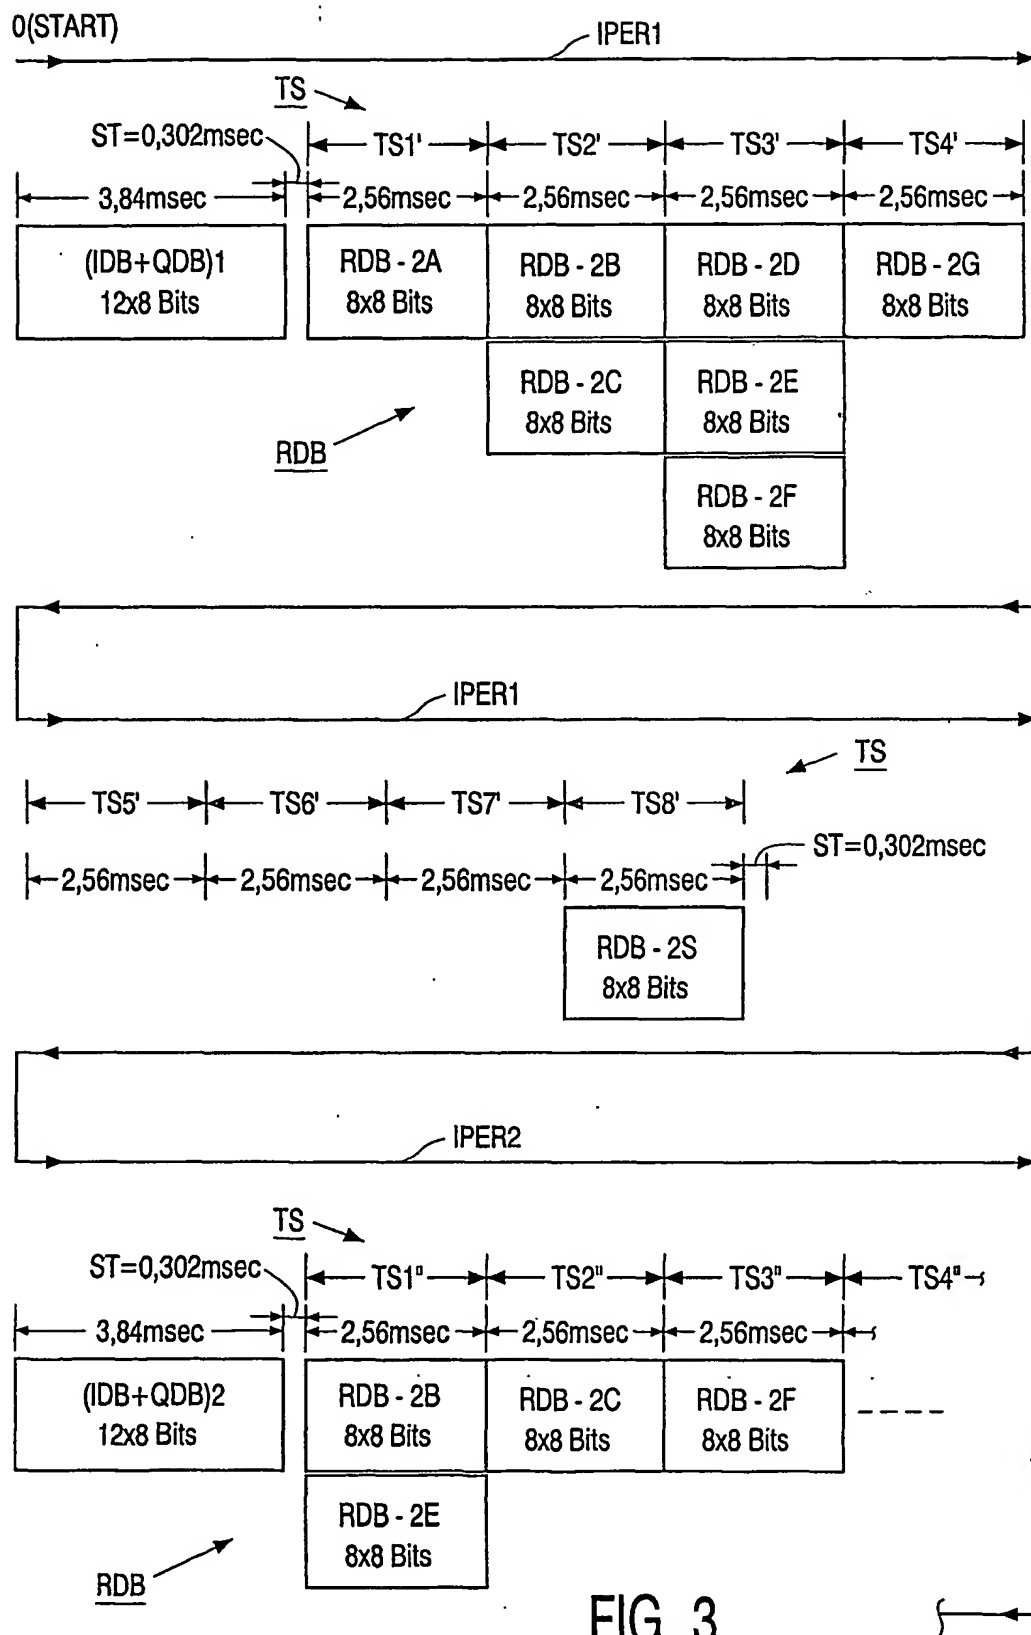 0(START)
IPER1
TS
ST=0,302msec
TS1' TS2' TS3' TS4'
3,84msec 2,56msec 2,56msec 2,56msec 2,56msec
(IDB+QDB)1 RDB - 2A RDB - 2B RDB - 2D RDB - 2G
12x8 Bits 8x8 Bits 8x8 Bits 8x8 Bits 8x8 Bits
RDB - 2C RDB - 2E
8x8 Bits 8x8 Bits
RDB
RDB - 2F
8x8 Bits
IPER1
TS
TS5' TS6' TS7' TS8'
ST=0,302msec
2,56msec 2,56msec 2,56msec 2,56msec
RDB - 2S
8x8 Bits
IPER2
TS
ST=0,302msec
TS1" TS2" TS3" TS4"
3,84msec 2,56msec 2,56msec 2,56msec
(IDB+QDB)2 RDB - 2B RDB - 2C RDB - 2F
12x8 Bits 8x8 Bits 8x8 Bits 8x8 Bits
RDB - 2E
8x8 Bits
RDB
FIG. 3